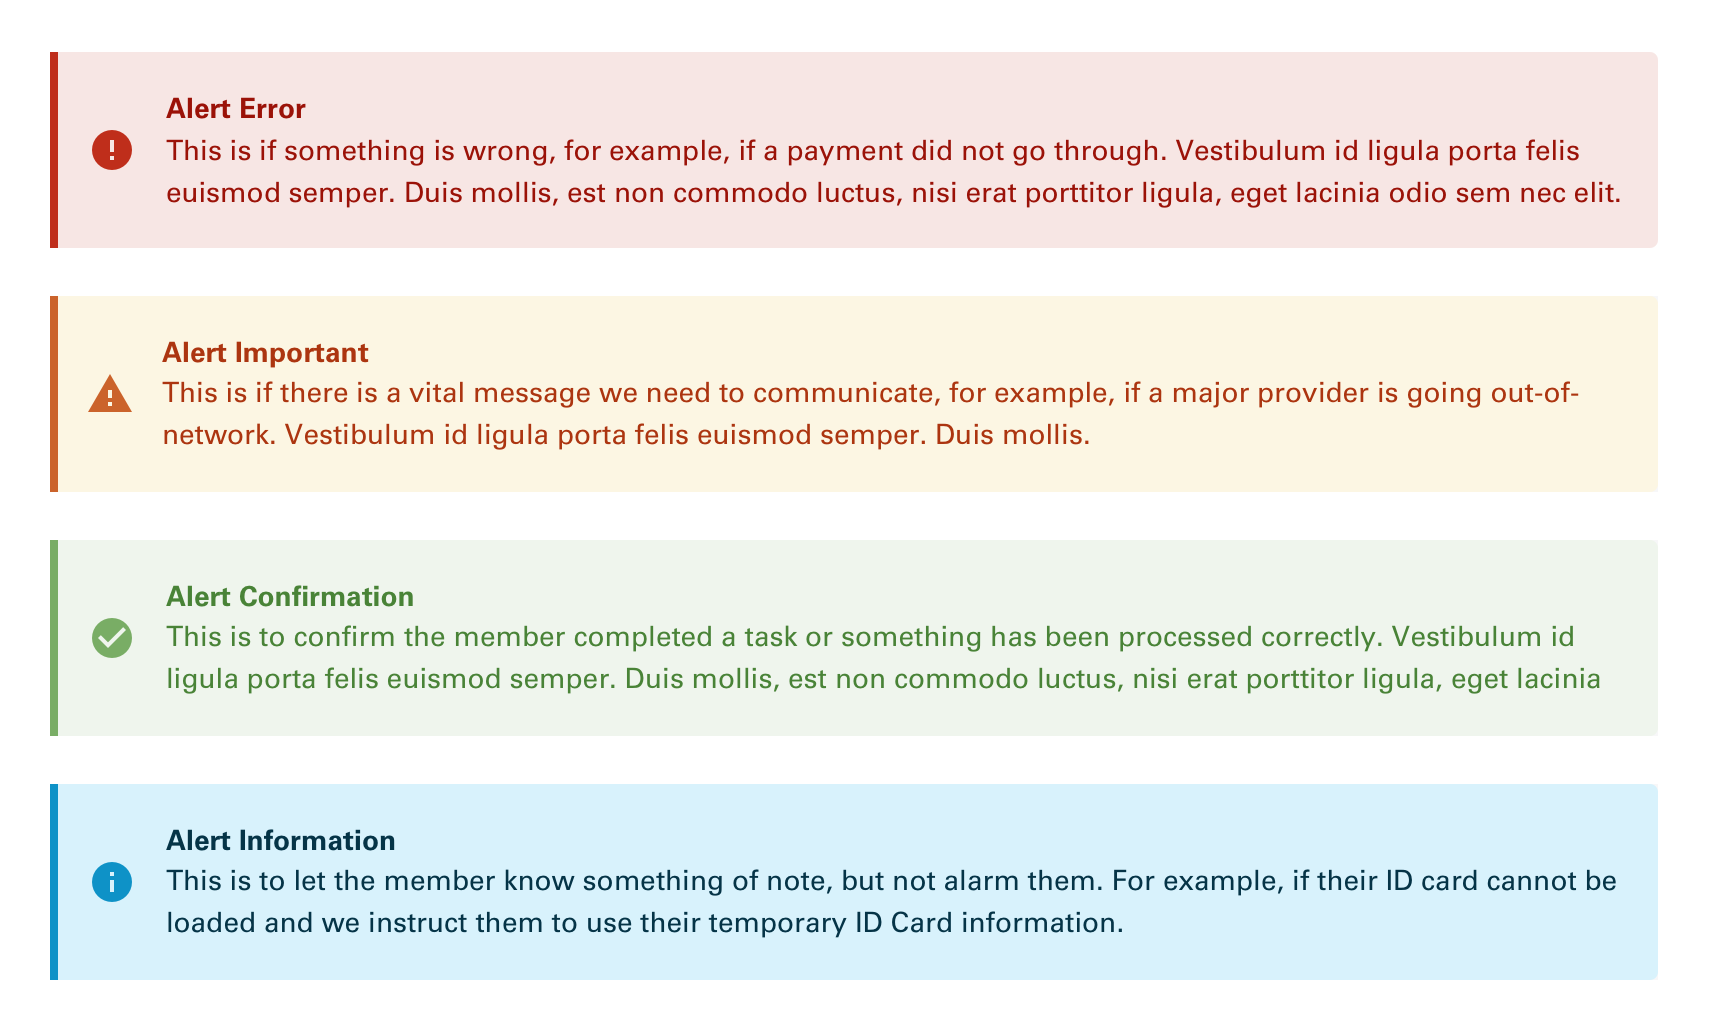 Alert Error
This is if something is wrong, for example, if a payment did not go through. Vestibulum id ligula porta felis
euismod semper. Duis mollis, est non commodo luctus, nisi erat porttitor ligula, eget lacinia odio sem nec elit.
Alert Important
This is if there is a vital message we need to communicate, for example, if a major provider is going out-of-
network. Vestibulum id ligula porta felis euismod semper. Duis mollis.
Alert Confirmation
This is to confirm the member completed a task or something has been processed correctly. Vestibulum id
ligula porta felis euismod semper. Duis mollis, est non commodo luctus, nisi erat porttitor ligula, eget lacinia
Alert Information
This is to let the member know something of note, but not alarm them. For example, if their ID card cannot be
loaded and we instruct them to use their temporary ID Card information.